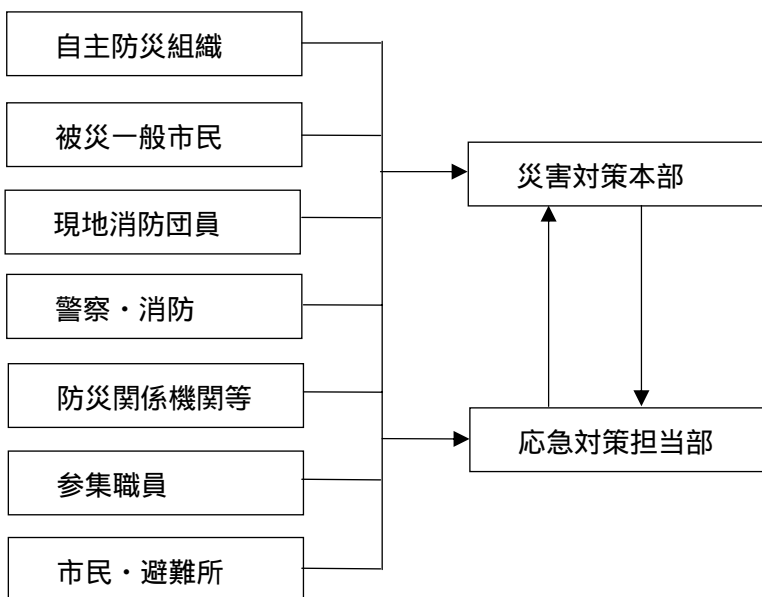 自主防災組織
被災一般市民
現地消防団員
警察・消防
防災関係機関等
参集職員
市民・避難所
災害対策本部
応急対策担当部